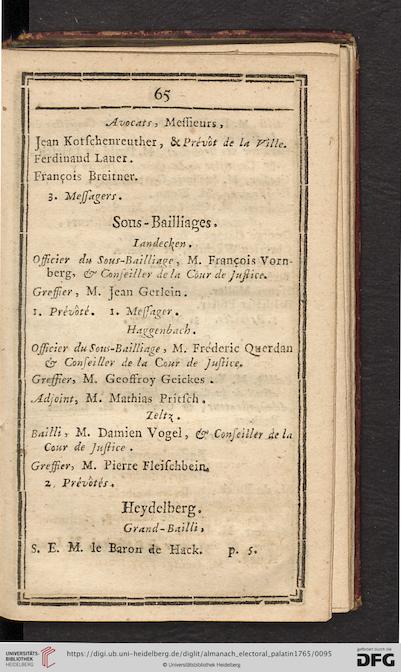 65
Avocats, Meſſieurs,
Jean Kotſchenreuther, & Prévôt de la Ville.
Ferdinand Lauer.
François Breitner.
3. Meſſagers.
Sous-Bailliages.
Landecken.
Officier du Sous-Bailliage, M. François Vorn-
berg, & Conſeiller de la Cour de Juſtice.
Greffier, M. Jean Gerlein.
1. Prévôté. 1. Meſſager.
Haggenbach.
Officier du Sous-Bailliage, M. Fréderic Querdan
& Conſeiller de la Cour de Juſtice.
Greffier, M. Geoffroy Geickes.
Adjoint, M. Mathias Pritſch.
Zeltz.
Bailli, M. Damien Vogel, & Conſeiller de la
Cour de Juſtice.
Greffier, M. Pierre Fleiſchbein.
2. Prévôtés.
Heydelberg.
Grand-Bailli,
S. E. M. le Baron de Hack. p. 5.
UNIVERSITÄTS-
BIBLIOTHEK
HEIDELBERG
https://digi.ub.uni-heidelberg.de/diglit/almanach_electoral_palatin1765/0095
© Universitätsbibliothek Heidelberg
gefördert durch die
DFG